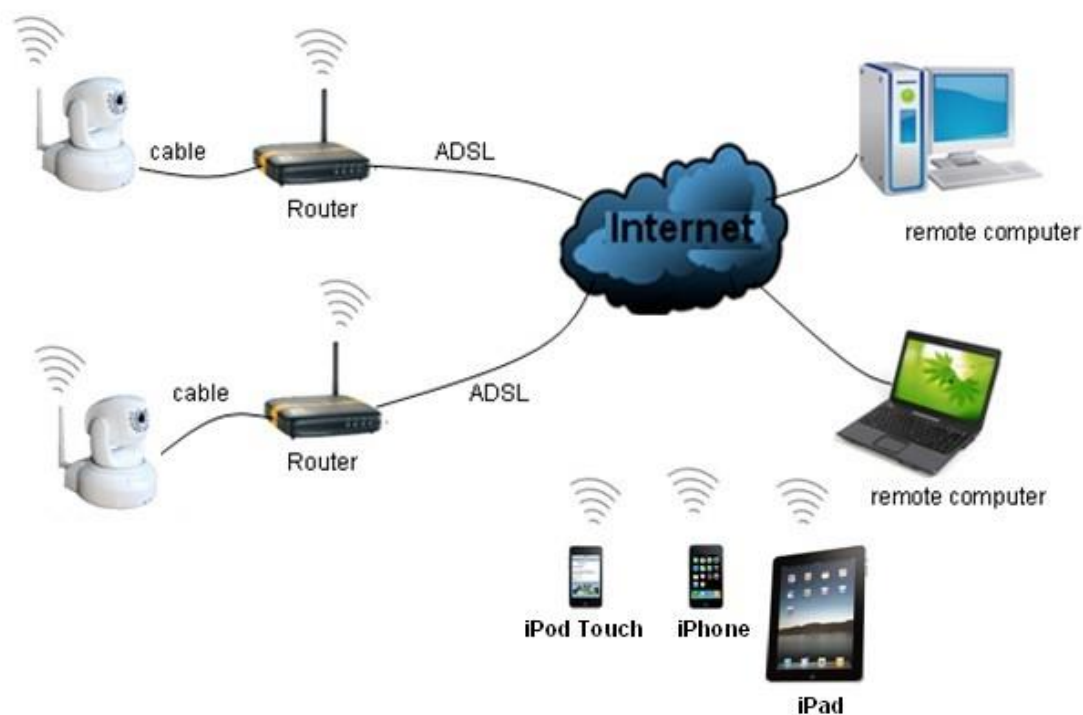 cable
ADSL
Router
Internet
remote computer
cable
ADSL
Router
remote computer
iPod Touch
iPhone
iPad